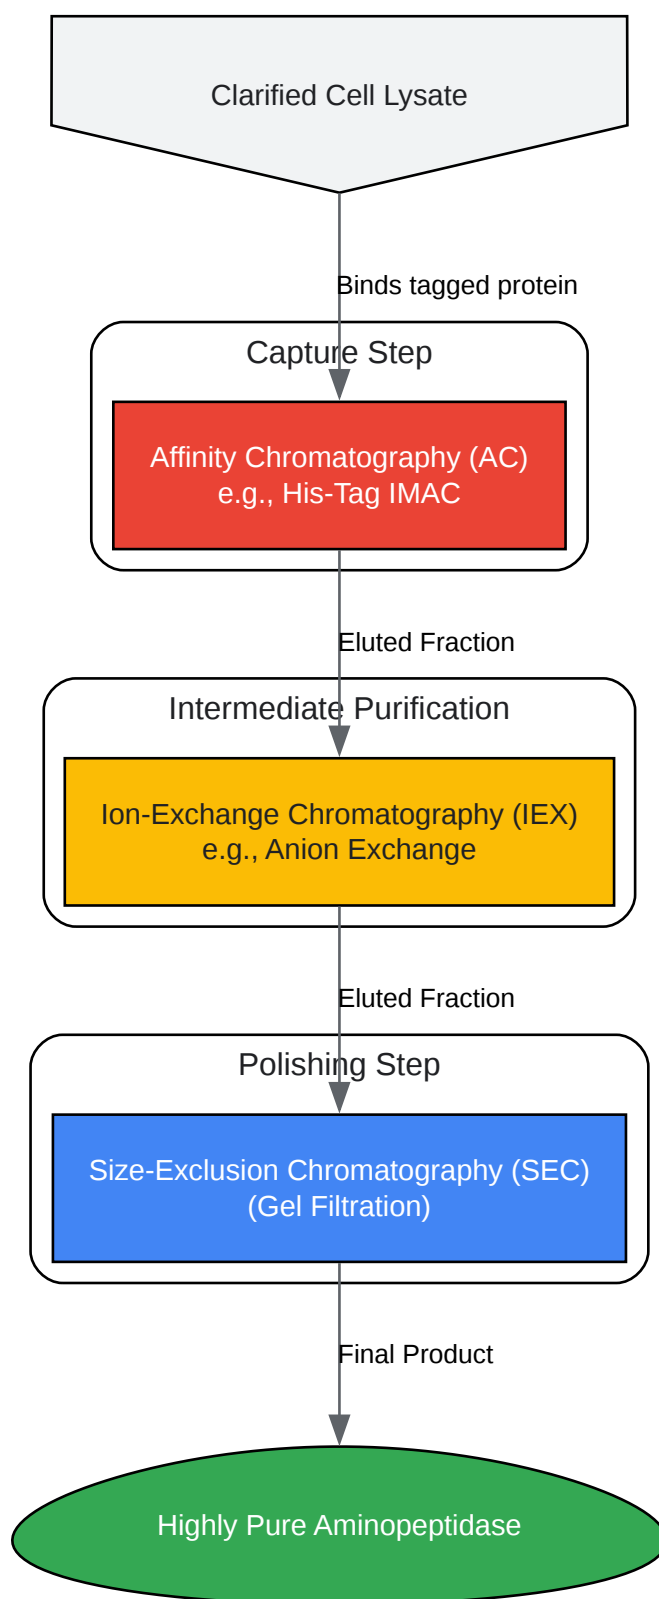 Clarified Cell Lysate
Binds tagged protein
Capture Step
Affinity Chromatography (AC)
e.g., His-Tag IMAC
Eluted Fraction
Intermediate Purification
Ion-Exchange Chromatography (IEX)
e.g., Anion Exchange
Eluted Fraction
Polishing Step
Size-Exclusion Chromatography (SEC)
(Gel Filtration)
Final Product
Highly Pure Aminopeptidase